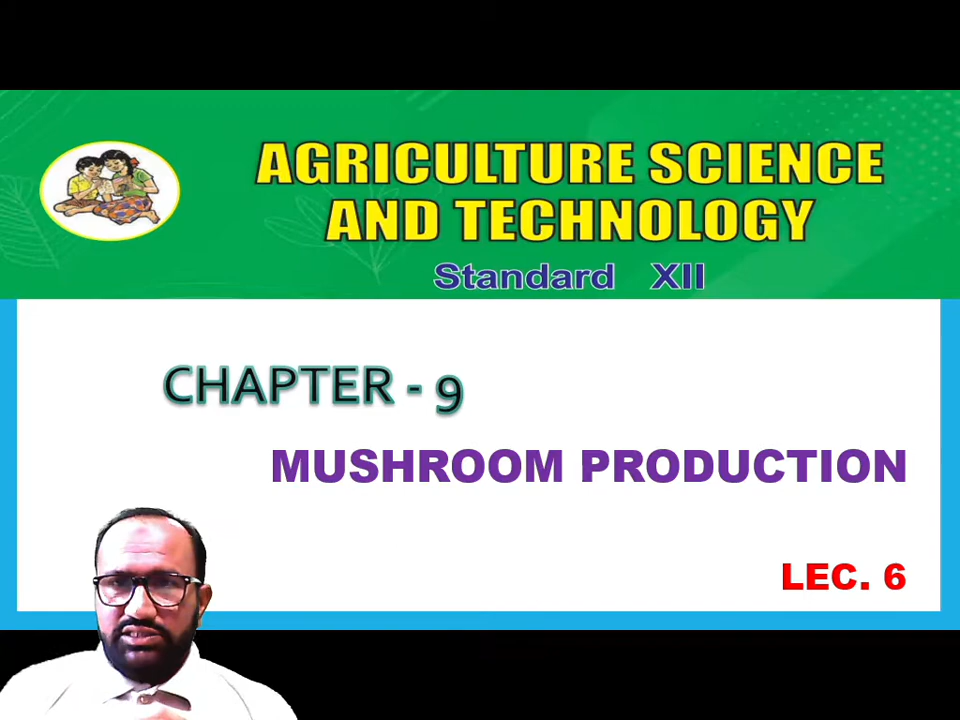 AGRICULTURE SCIENCE
AND TECHNOLOGY
Standard XII
CHAPTER - 9
MUSHROOM PRODUCTION
LEC. 6